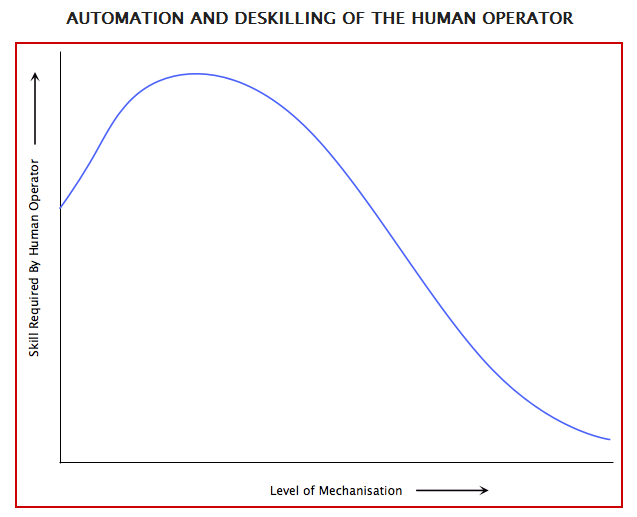 AUTOMATION AND DESKILLING OF THE HUMAN OPERATOR
Skill Required By Human Operator
Level of Mechanisation